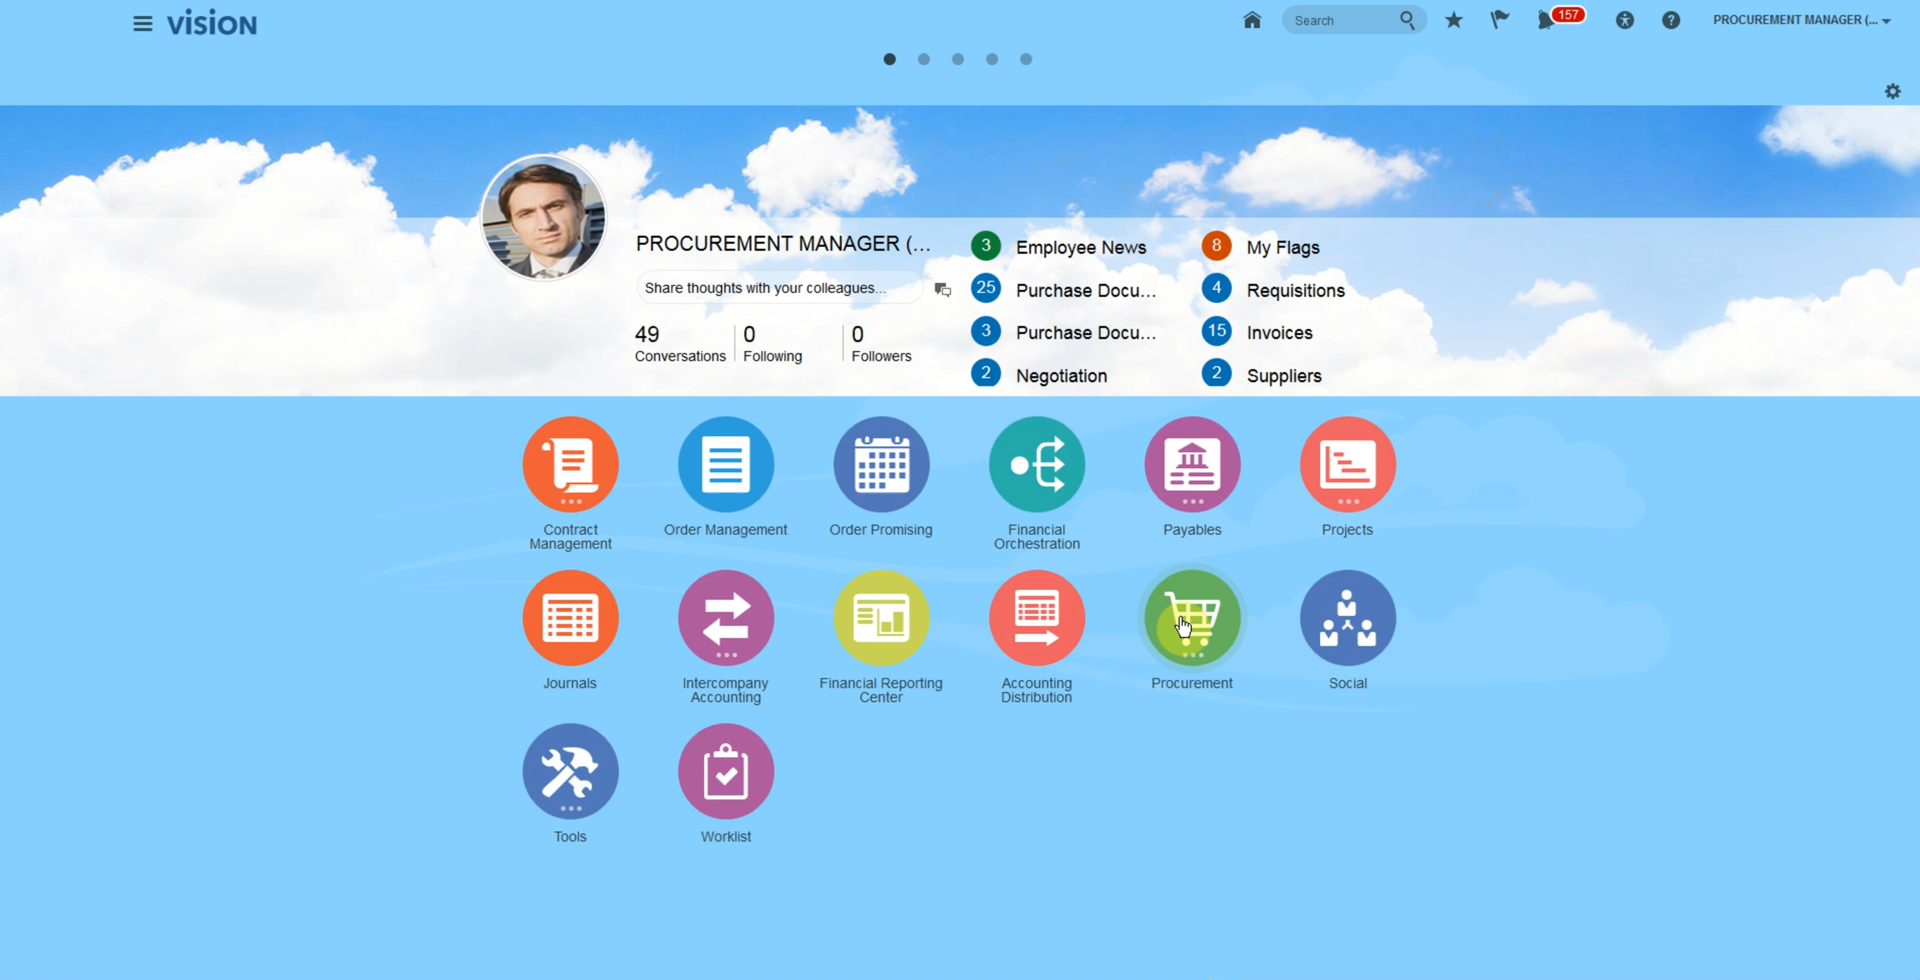 vision
Search
157
PROCUREMENT MANAGER (...
PROCUREMENT MANAGER (...
Share thoughts with your colleagues...
49
Conversations
0
Following
0
Followers
3 Employee News
25 Purchase Docu...
3 Purchase Docu...
2 Negotiation
8 My Flags
4 Requisitions
15 Invoices
2 Suppliers
Contract
Management
Order Management
Order Promising
Financial
Orchestration
Payables
Projects
Journals
Intercompany
Accounting
Financial Reporting
Center
Accounting
Distribution
Procurement
Social
Tools
Worklist